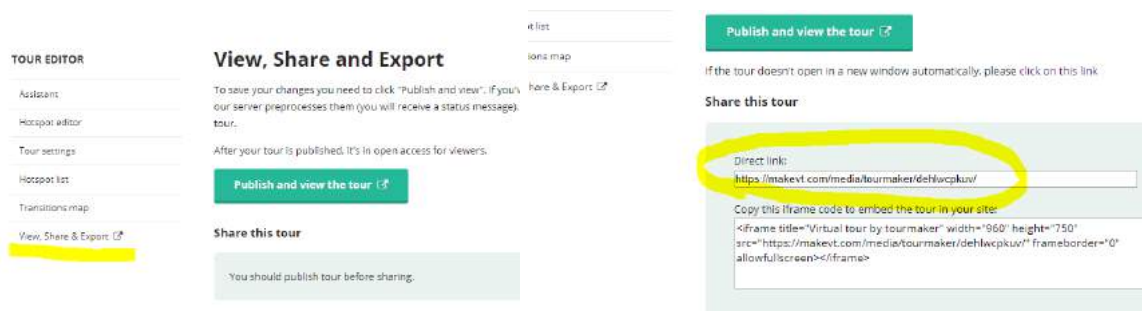 TOUR EDITOR
Assistant
Hotspot editor
Tour settings
Hotspot list
Transitions map
View, Share & Export
View, Share and Export
To save your changes you need to click "Publish and view". If you'v
our server preprocesses them (you will receive a status message).
tour.
After your tour is published, it's in open access for viewers.
Publish and view the tour
Share this tour
You should publish tour before sharing.
ot list
ions map
hare & Export
Publish and view the tour
If the tour doesn't open in a new window automatically, please click on this link
Share this tour
Direct link:
https://makevt.com/media/tourmaker/dehlwcpkuv/
Copy this iframe code to embed the tour in your site:
<iframe title="Virtual tour by tourmaker" width="960" height="750"
src="https://makevt.com/media/tourmaker/dehlwcpkuv/" frameborder="0"
allowfullscreen></iframe>